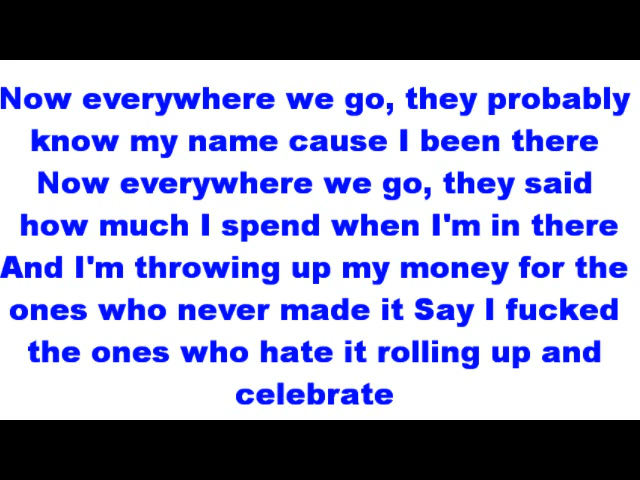 Now everywhere we go, they probably
know my name cause I been there
Now everywhere we go, they said
how much I spend when I'm in there
And I'm throwing up my money for the
ones who never made it Say I fucked
the ones who hate it rolling up and
celebrate